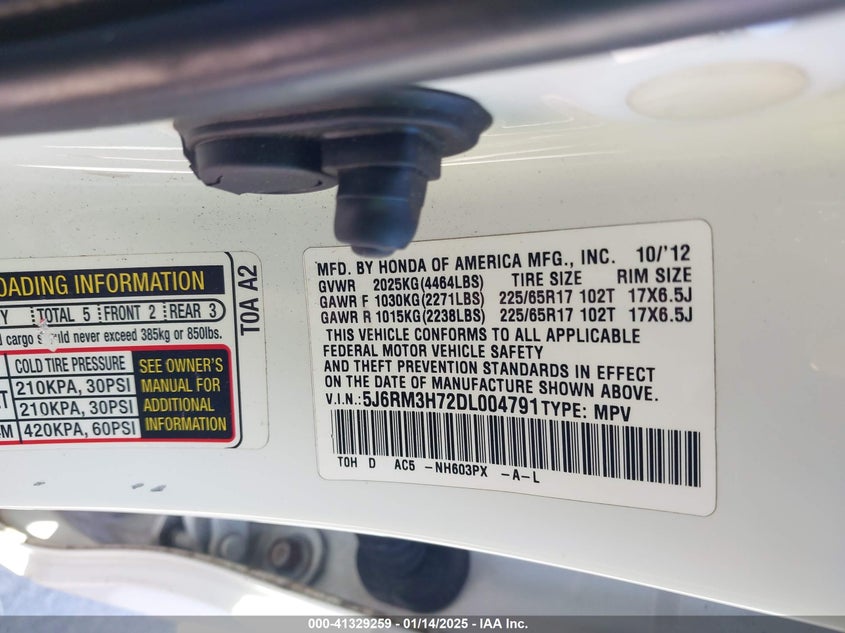 OADING INFORMATION
Y TOTAL 5 FRONT 2 REAR 3
d cargo should never exceed 385kg or 850lbs.
COLD TIRE PRESSURE
210KPA, 30PSI
210KPA, 30PSI
M 420KPA, 60PSI
SEE OWNER'S
MANUAL FOR
ADDITIONAL
INFORMATION
T0A A2
MFD. BY HONDA OF AMERICA MFG., INC. 10/'12
GVWR 2025KG(4464LBS) TIRE SIZE RIM SIZE
GAWR F 1030KG(2271LBS) 225/65R17 102T 17X6.5J
GAWR R 1015KG(2238LBS) 225/65R17 102T 17X6.5J
THIS VEHICLE CONFORMS TO ALL APPLICABLE
FEDERAL MOTOR VEHICLE SAFETY
AND THEFT PREVENTION STANDARDS IN EFFECT
ON THE DATE OF MANUFACTURE SHOWN ABOVE.
V.I.N.:5J6RM3H72DL004791 TYPE: MPV
T0H D AC5 -NH603PX -A-L
000-41329259 - 01/14/2025 - IAA Inc.